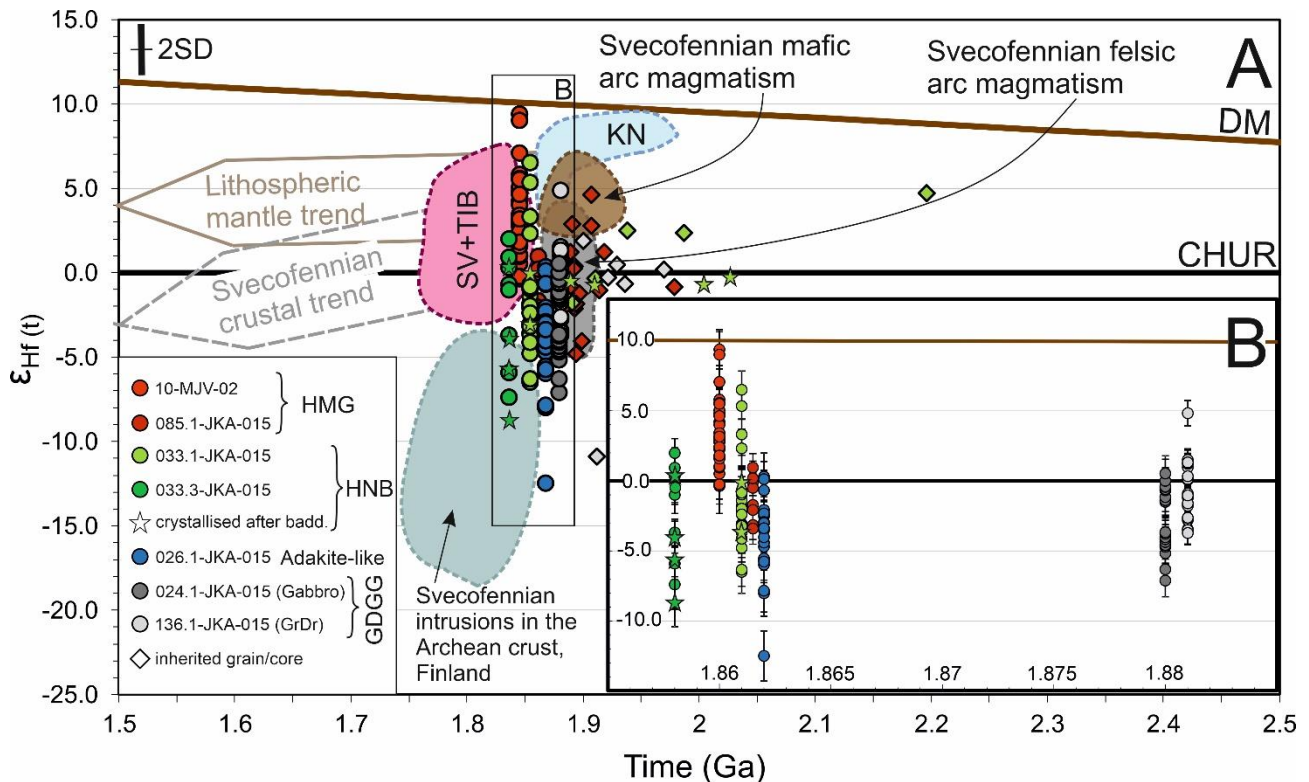 15.0
10.0
5.0
0.0
-5.0
-10.0
-15.0
-20.0
-25.0
εHf (t)
2SD
A
Svecofennian mafic
arc magmatism
Svecofennian felsic
arc magmatism
B
KN
DM
Lithospheric
mantle trend
SV+TIB
CHUR
Svecofennian
crustal trend
10-MJV-02
085.1-JKA-015
HMG
033.1-JKA-015
033.3-JKA-015
crystallised after badd.
HNB
026.1-JKA-015 Adakite-like
024.1-JKA-015 (Gabbro)
136.1-JKA-015 (GrDr)
GDGG
inherited grain/core
Svecofennian
intrusions in the
Archean crust,
Finland
B
10.0
5.0
0.0
-5.0
-10.0
1.86
1.865
1.87
1.875
1.88
1.5
1.6
1.7
1.8
1.9
2
2.1
2.2
2.3
2.4
2.5
Time (Ga)